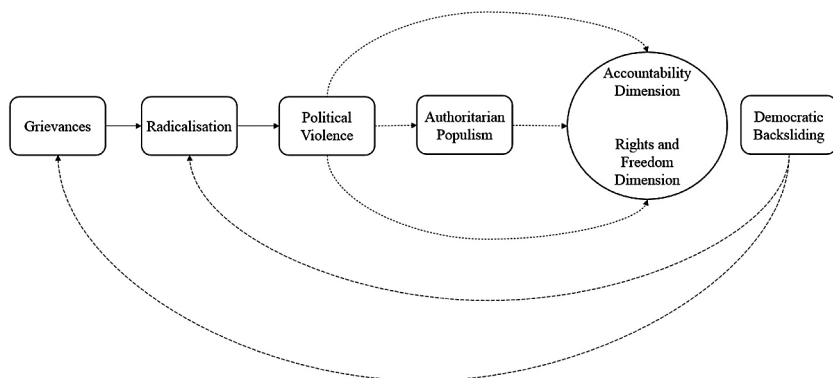 Grievances
Radicalisation
Political
Violence
Authoritarian
Populism
Accountability
Dimension
Rights and
Freedom
Dimension
Democratic
Backsliding